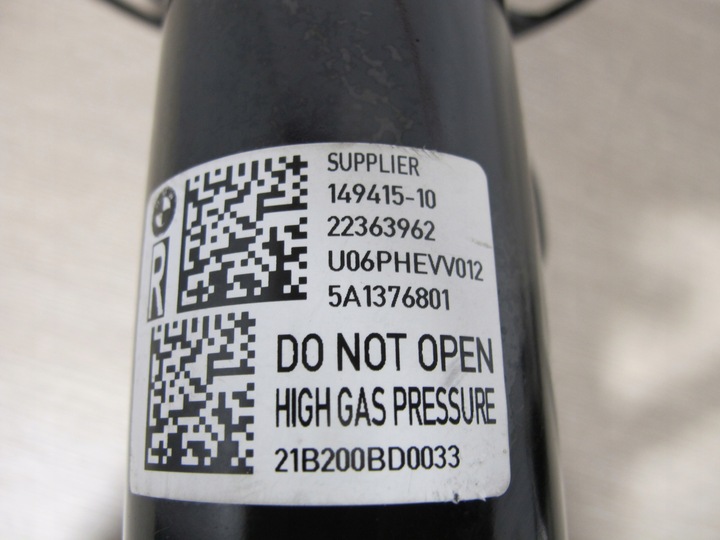 SUPPLIER
149415-10
22363962
U06PHEVV012
5A1376801
R
DO NOT OPEN
HIGH GAS PRESSURE
21B200BD0033